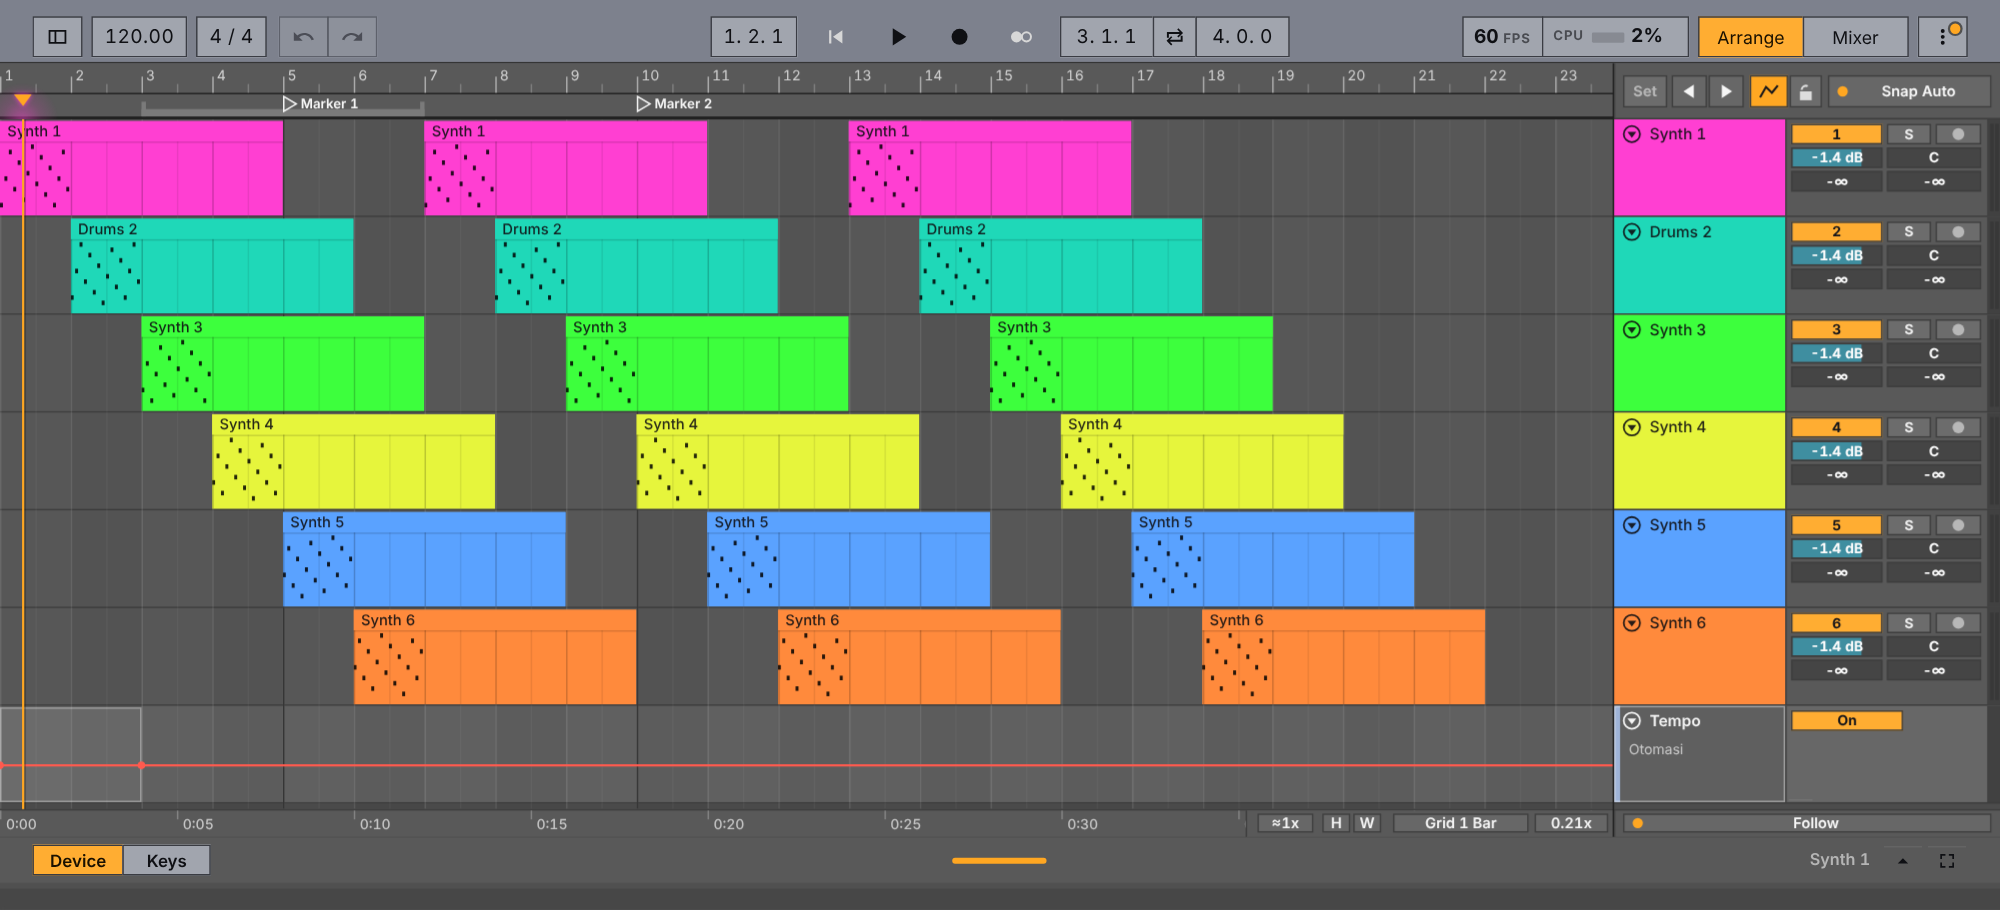 120.00 4 / 4 1. 2. 1 3. 1. 1 4. 0. 0 60 FPS CPU 2% Arrange Mixer
1 2 3 4 5 6 7 8 9 10 11 12 13 14 15 16 17 18 19 20 21 22 23
Set Snap Auto
Marker 1 Marker 2
Synth 1 Synth 1 Synth 1 Synth 1 1 S
-1.4 dB C
-∞ -∞
Drums 2 Drums 2 Drums 2 Drums 2 2 S
-1.4 dB C
-∞ -∞
Synth 3 Synth 3 Synth 3 Synth 3 3 S
-1.4 dB C
-∞ -∞
Synth 4 Synth 4 Synth 4 Synth 4 4 S
-1.4 dB C
-∞ -∞
Synth 5 Synth 5 Synth 5 Synth 5 5 S
-1.4 dB C
-∞ -∞
Synth 6 Synth 6 Synth 6 Synth 6 6 S
-1.4 dB C
-∞ -∞
Tempo On
Otomasi
0:00 0:05 0:10 0:15 0:20 0:25 0:30 ≈1x H W Grid 1 Bar 0.21x Follow
Device Keys Synth 1